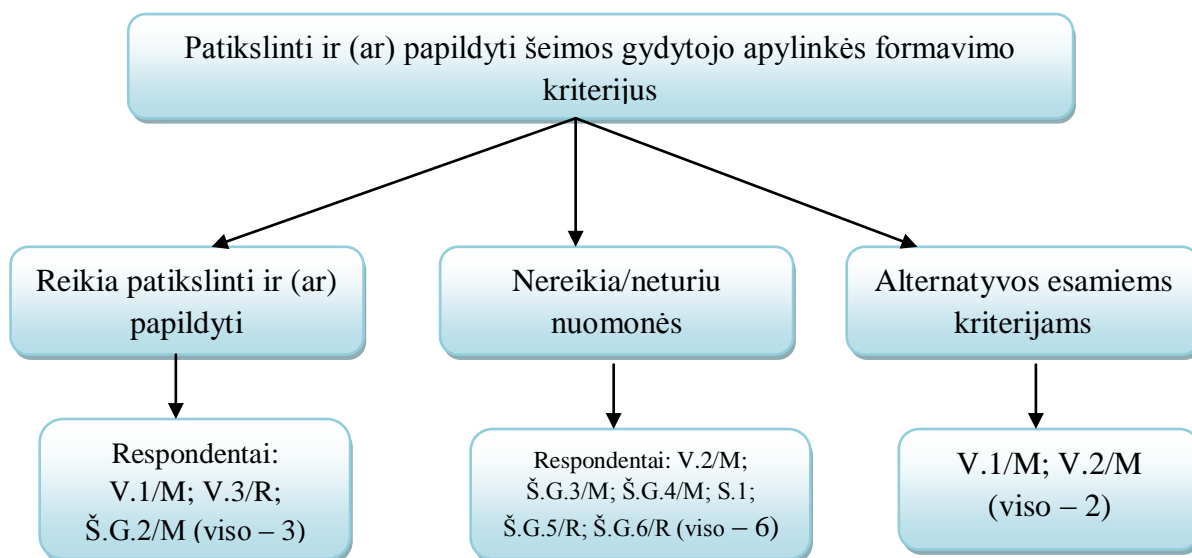 Patikslinti ir (ar) papildyti šeimos gydytojo apylinkės formavimo
kriterijus
Reikia patikslinti ir (ar)
papildyti
Nereikia/neturiu
nuomonės
Alternatyvos esamiems
kriterijams
Respondentai:
V.1/M; V.3/R;
Š.G.2/M (viso – 3)
Respondentai: V.2/M;
Š.G.3/M; Š.G.4/M; S.1;
Š.G.5/R; Š.G.6/R (viso – 6)
V.1/M; V.2/M
(viso – 2)